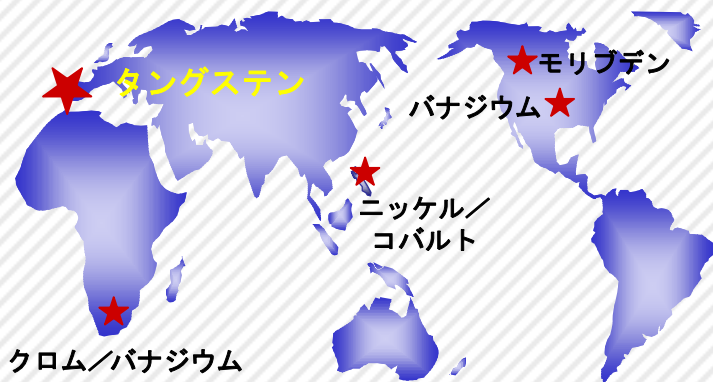 モリブデン
タングステン
バナジウム
ニッケル／
コバルト
クロム／バナジウム